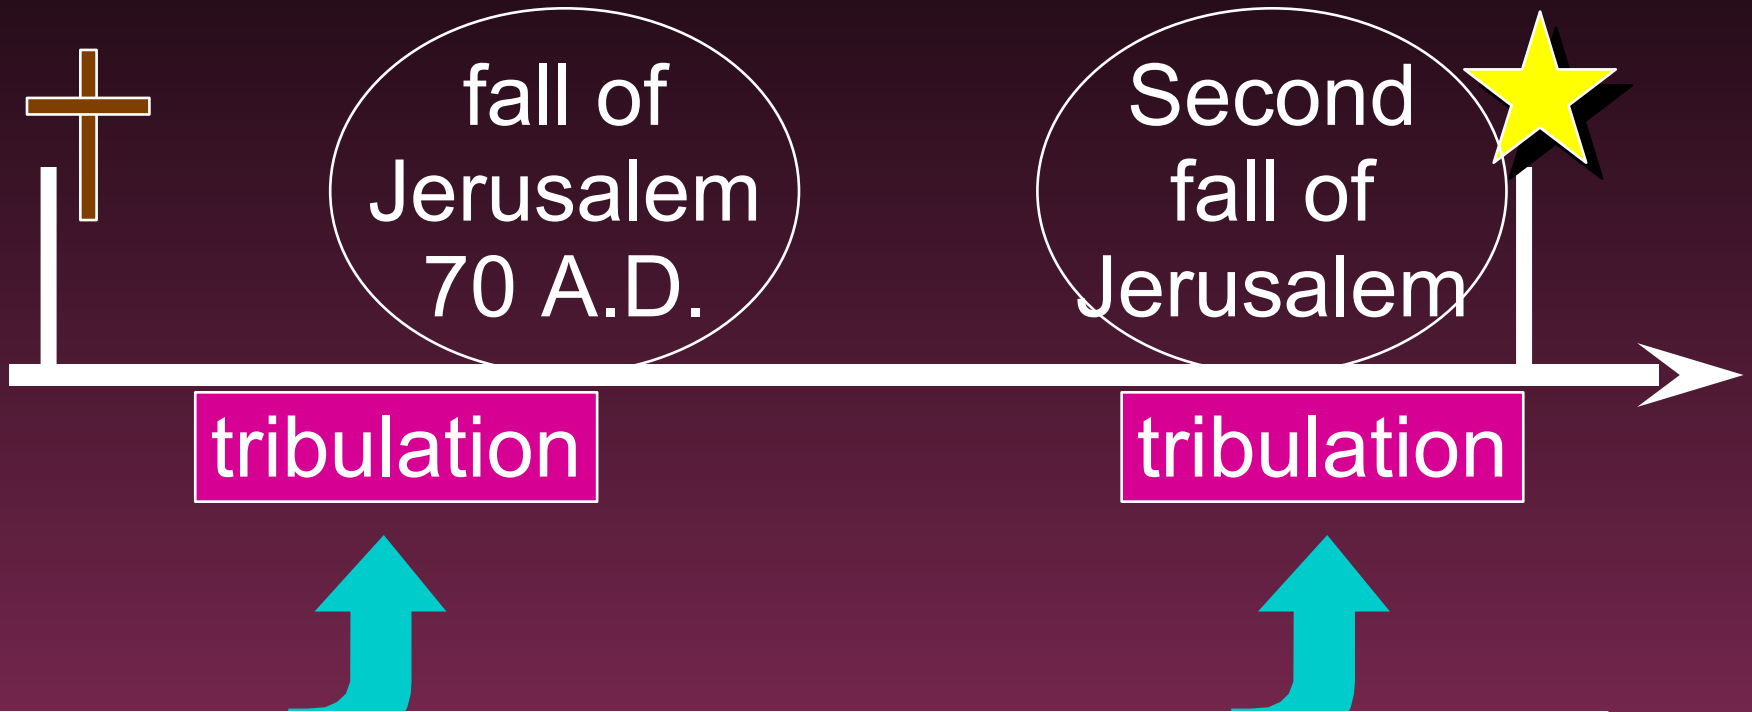 fall of
Jerusalem
70 A.D.
Second
fall of
Jerusalem
tribulation
tribulation